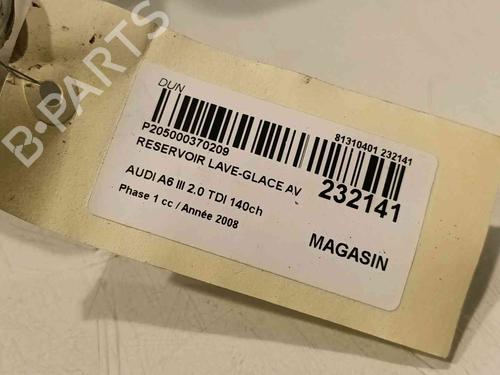 B-PARTS
DUN
P205000370209
81310401 232141
RESERVOIR LAVE-GLACE AV
232141
AUDI A6 III 2.0 TDI 140ch
Phase 1 cc / Année 2008
MAGASIN